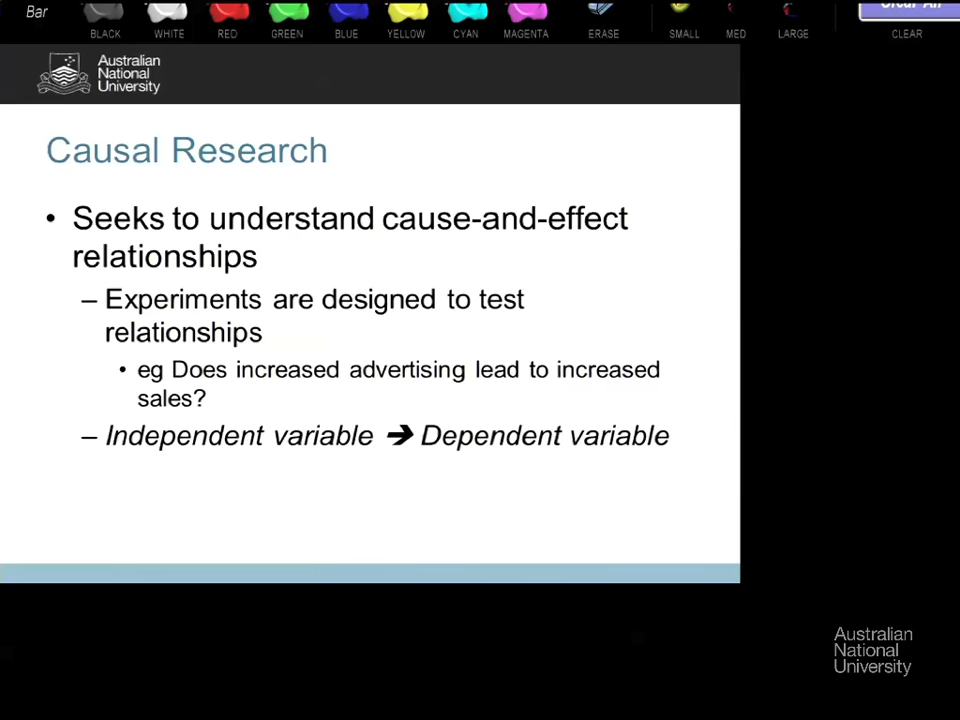 Bar
BLACK WHITE RED GREEN BLUE YELLOW CYAN MAGENTA ERASE SMALL MED LARGE CLEAR
Australian
National
University
Causal Research
• Seeks to understand cause-and-effect
relationships
– Experiments are designed to test
relationships
• eg Does increased advertising lead to increased
sales?
– Independent variable ➔ Dependent variable
Australian
National
University